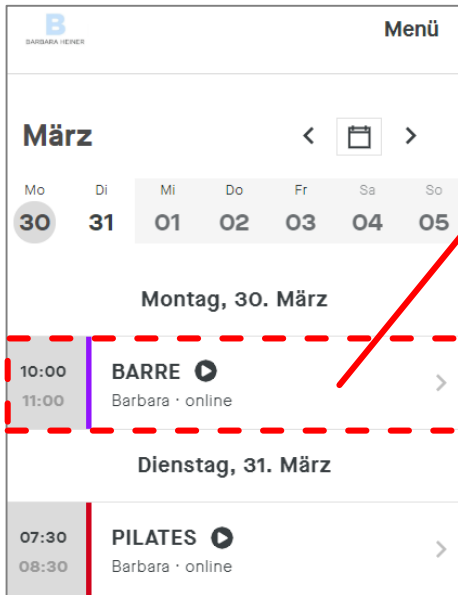 B
BARBARA HEINER
Menü
März
Mo Di Mi Do Fr Sa So
30 31 01 02 03 04 05
Montag, 30. März
10:00 BARRE
11:00 Barbara · online
Dienstag, 31. März
07:30 PILATES
08:30 Barbara · online